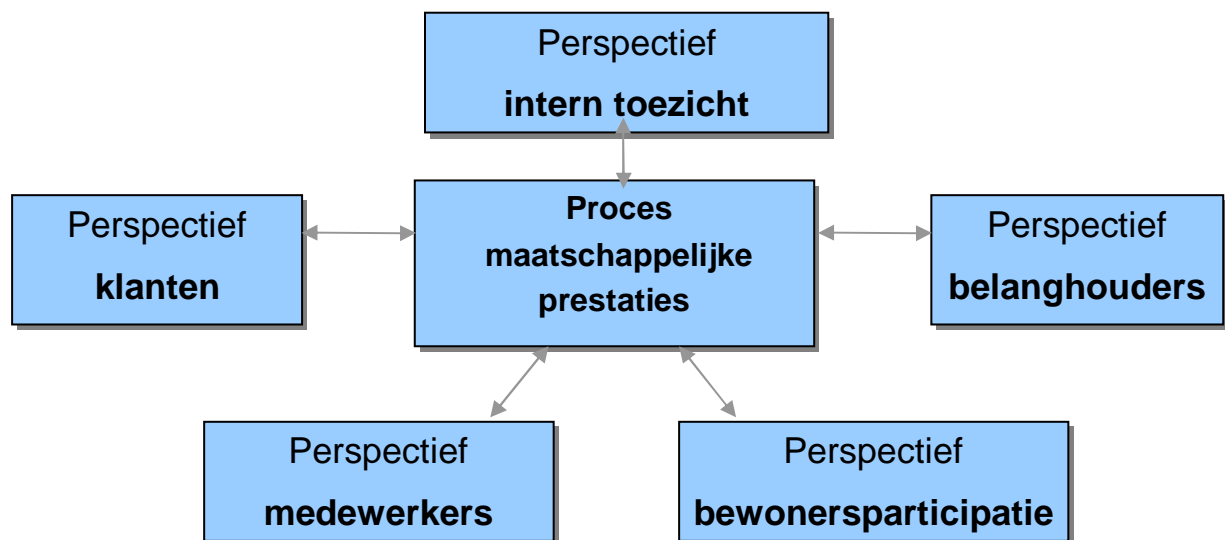 Perspectief
intern toezicht
Perspectief
klanten
Proces
maatschappelijke
prestaties
Perspectief
belanghouders
Perspectief
medewerkers
Perspectief
bewonersparticipatie